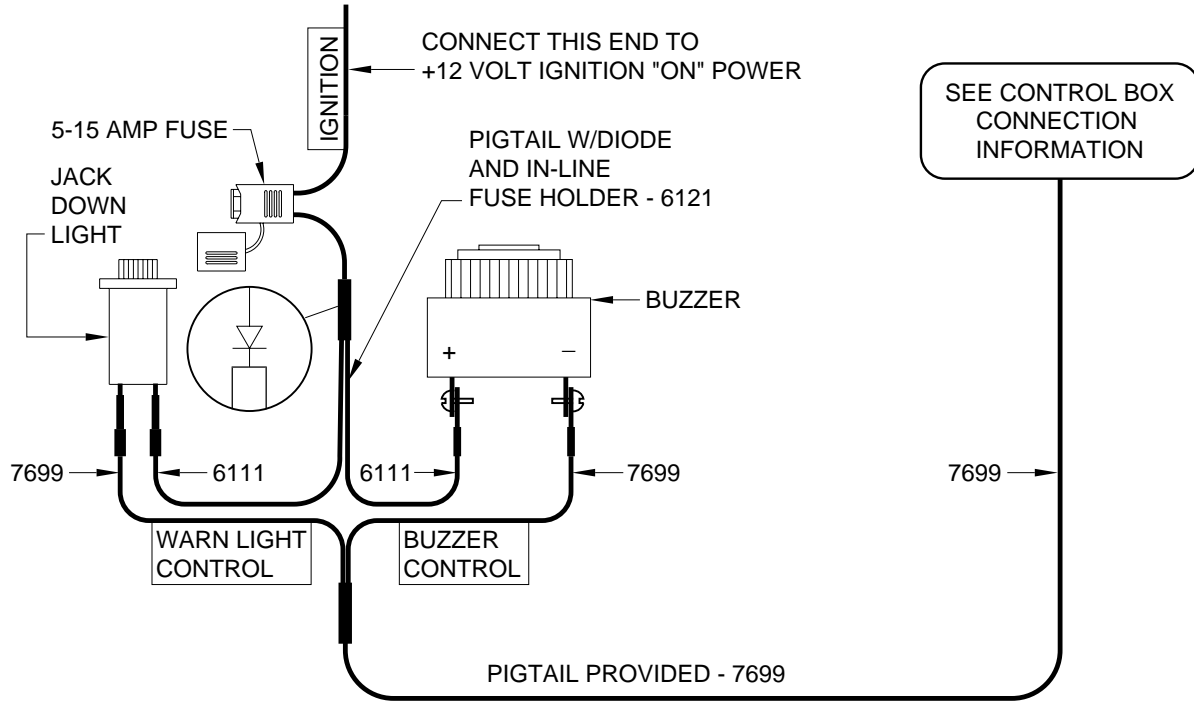 IGNITION
CONNECT THIS END TO
+12 VOLT IGNITION "ON" POWER
SEE CONTROL BOX
CONNECTION
INFORMATION
5-15 AMP FUSE
PIGTAIL W/DIODE
AND IN-LINE
FUSE HOLDER - 6121
JACK
DOWN
LIGHT
BUZZER
+
–
7699
6111
6111
7699
7699
WARN LIGHT
CONTROL
BUZZER
CONTROL
PIGTAIL PROVIDED - 7699